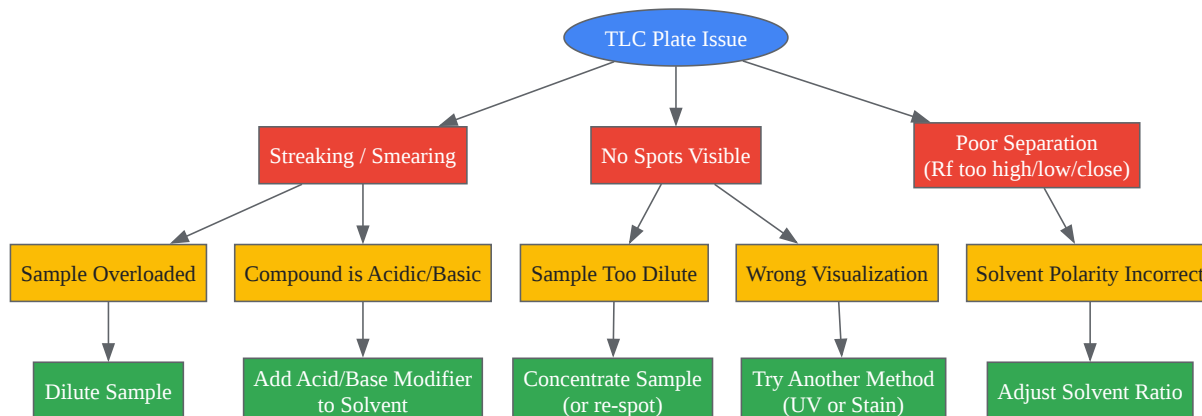 TLC Plate Issue
Streaking / Smearing
No Spots Visible
Poor Separation
(Rf too high/low/close)
Sample Overloaded
Compound is Acidic/Basic
Sample Too Dilute
Wrong Visualization
Solvent Polarity Incorrect
Dilute Sample
Add Acid/Base Modifier
to Solvent
Concentrate Sample
(or re-spot)
Try Another Method
(UV or Stain)
Adjust Solvent Ratio